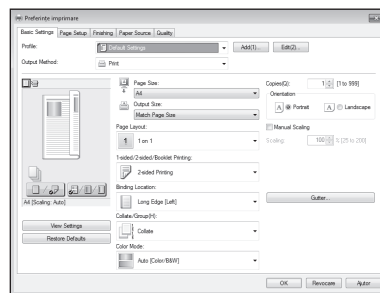 Preferinţe imprimare
Basic Settings Page Setup Finishing Paper Source Quality
Profile: Default Settings Add(1)... Edit(2)...
Output Method: Print
Page Size: Copies(Q): 1 [1 to 999]
A4 Orientation
Output Size: A Portrait A Landscape
Match Page Size
Page Layout: Manual Scaling
1 1 on 1 Scaling: 100 % [25 to 200]
1-sided/2-sided/Booklet Printing:
2-sided Printing
Binding Location:
A4 [Scaling: Auto] Long Edge [Left] Gutter...
View Settings Collate/Group(H):
Restore Defaults Collate
Color Mode:
Auto [Color/B&W]
OK Revocare Ajutor